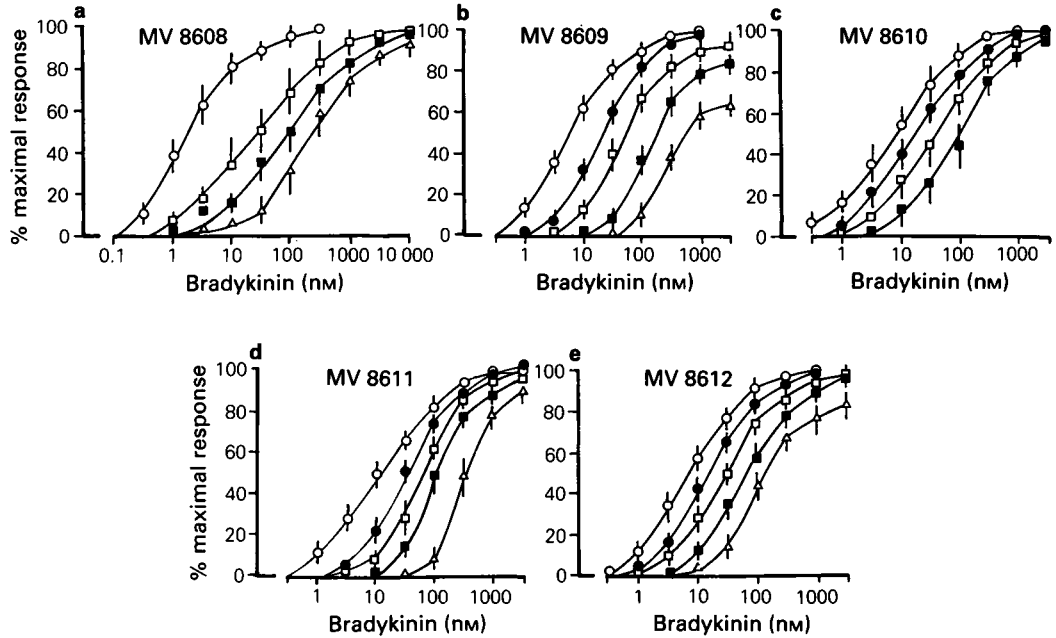 a
MV 8608
% maximal response
100
80
60
40
20
0
0.1 1 10 100 1000 10 000
Bradykinin (nM)
b
MV 8609
100
80
60
40
20
0
1 10 100 1000
Bradykinin (nM)
c
MV 8610
100
80
60
40
20
0
1 10 100 1000
Bradykinin (nM)
d
MV 8611
% maximal response
100
80
60
40
20
0
1 10 100 1000
Bradykinin (nM)
e
MV 8612
100
80
60
40
20
0
1 10 100 1000
Bradykinin (nM)